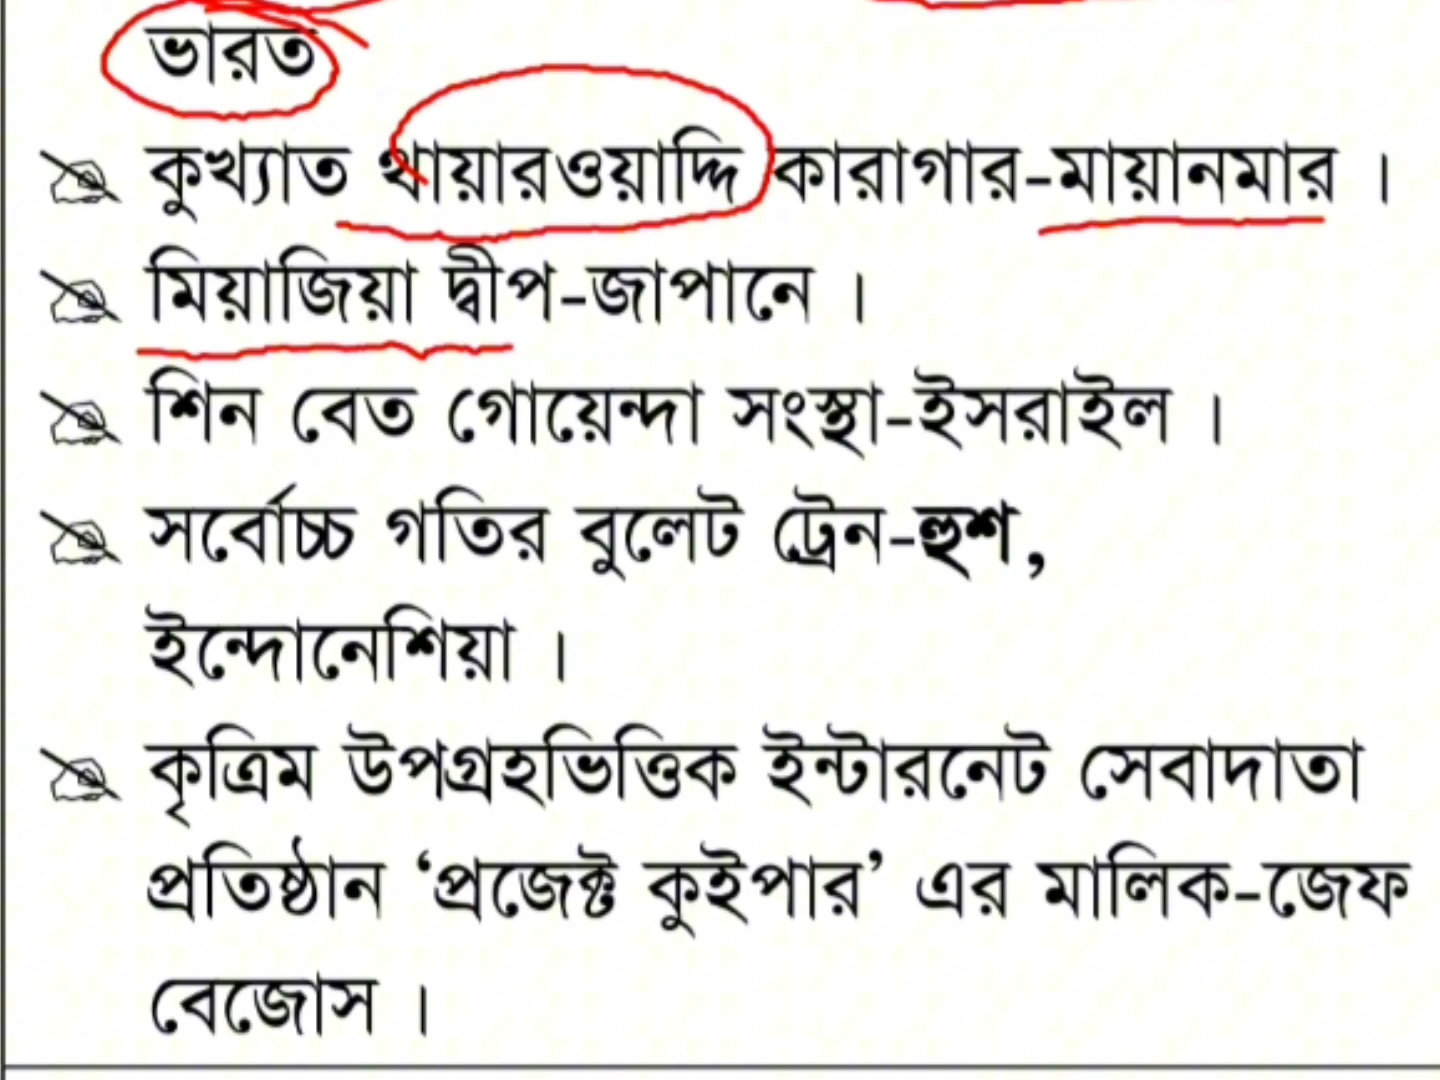 ভারত
কুখ্যাত থায়ারওয়াদ্দি কারাগার-মায়ানমার ।
মিয়াজিয়া দ্বীপ-জাপানে ।
শিন বেত গোয়েন্দা সংস্থা-ইসরাইল ।
সর্বোচ্চ গতির বুলেট ট্রেন-হুশ,
ইন্দোনেশিয়া ।
কৃত্রিম উপগ্রহভিত্তিক ইন্টারনেট সেবাদাতা
প্রতিষ্ঠান ‘প্রজেক্ট কুইপার’ এর মালিক-জেফ
বেজোস ।